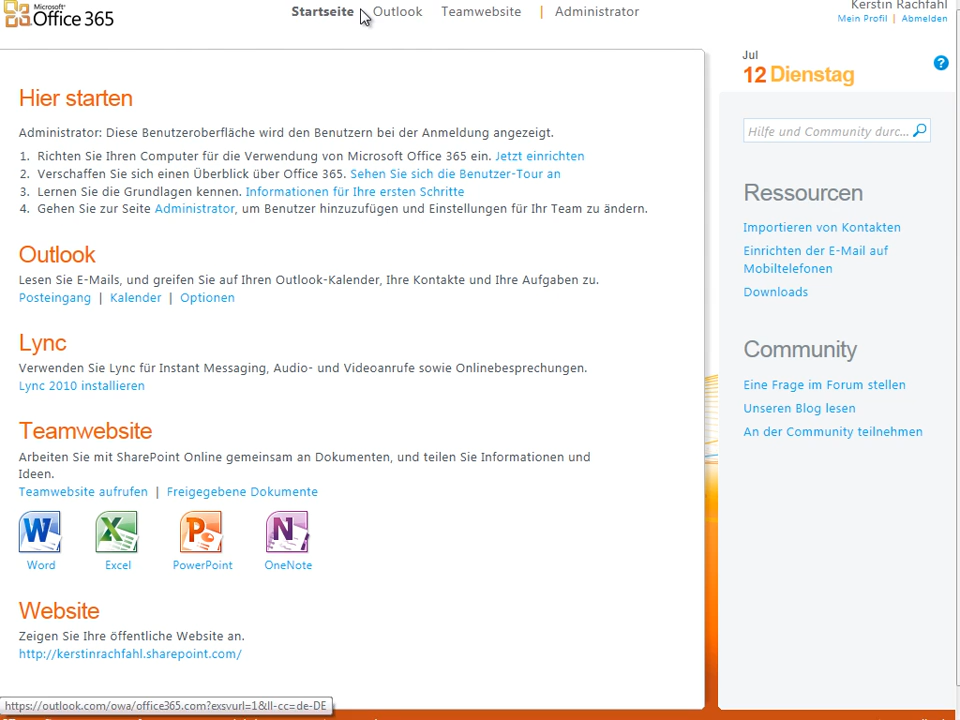 Microsoft®
Office 365
Startseite Outlook Teamwebsite | Administrator
Kerstin Rachfahl
Mein Profil | Abmelden
Jul
12 Dienstag
?
Hilfe und Community durc...
Hier starten
Administrator: Diese Benutzeroberfläche wird den Benutzern bei der Anmeldung angezeigt.
1. Richten Sie Ihren Computer für die Verwendung von Microsoft Office 365 ein. Jetzt einrichten
2. Verschaffen Sie sich einen Überblick über Office 365. Sehen Sie sich die Benutzer-Tour an
3. Lernen Sie die Grundlagen kennen. Informationen für Ihre ersten Schritte
4. Gehen Sie zur Seite Administrator, um Benutzer hinzuzufügen und Einstellungen für Ihr Team zu ändern.
Outlook
Lesen Sie E-Mails, und greifen Sie auf Ihren Outlook-Kalender, Ihre Kontakte und Ihre Aufgaben zu.
Posteingang | Kalender | Optionen
Lync
Verwenden Sie Lync für Instant Messaging, Audio- und Videoanrufe sowie Onlinebesprechungen.
Lync 2010 installieren
Teamwebsite
Arbeiten Sie mit SharePoint Online gemeinsam an Dokumenten, und teilen Sie Informationen und
Ideen.
Teamwebsite aufrufen | Freigegebene Dokumente
Word Excel PowerPoint OneNote
Website
Zeigen Sie Ihre öffentliche Website an.
http://kerstinrachfahl.sharepoint.com/
Ressourcen
Importieren von Kontakten
Einrichten der E-Mail auf
Mobiltelefonen
Downloads
Community
Eine Frage im Forum stellen
Unseren Blog lesen
An der Community teilnehmen
https://outlook.com/owa/office365.com?exsvurl=1&ll-cc=de-DE